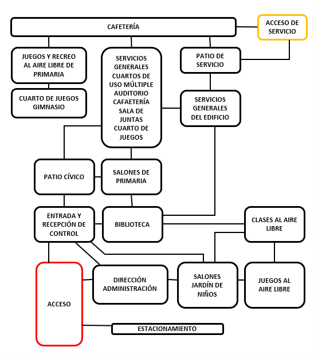 CAFETERÍA
ACCESO DE
SERVICIO
JUEGOS Y RECREO
AL AIRE LIBRE DE
PRIMARIA
SERVICIOS
GENERALES
CUARTOS DE
USO MÚLTIPLE
AUDITORIO
CAFAETERÍA
SALA DE
JUNTAS
CUARTO DE
JUEGOS
PATIO DE
SERVICIO
CUARTO DE JUEGOS
GIMNASIO
SERVICIOS
GENERALES
DEL EDIFICIO
PATIO CÍVICO
SALONES DE
PRIMARIA
ENTRADA Y
RECEPCIÓN DE
CONTROL
BIBLIOTECA
CLASES AL AIRE
LIBRE
ACCESO
DIRECCIÓN
ADMINISTRACIÓN
SALONES
JARDÍN DE
NIÑOS
JUEGOS AL
AIRE LIBRE
ESTACIONAMIENTO